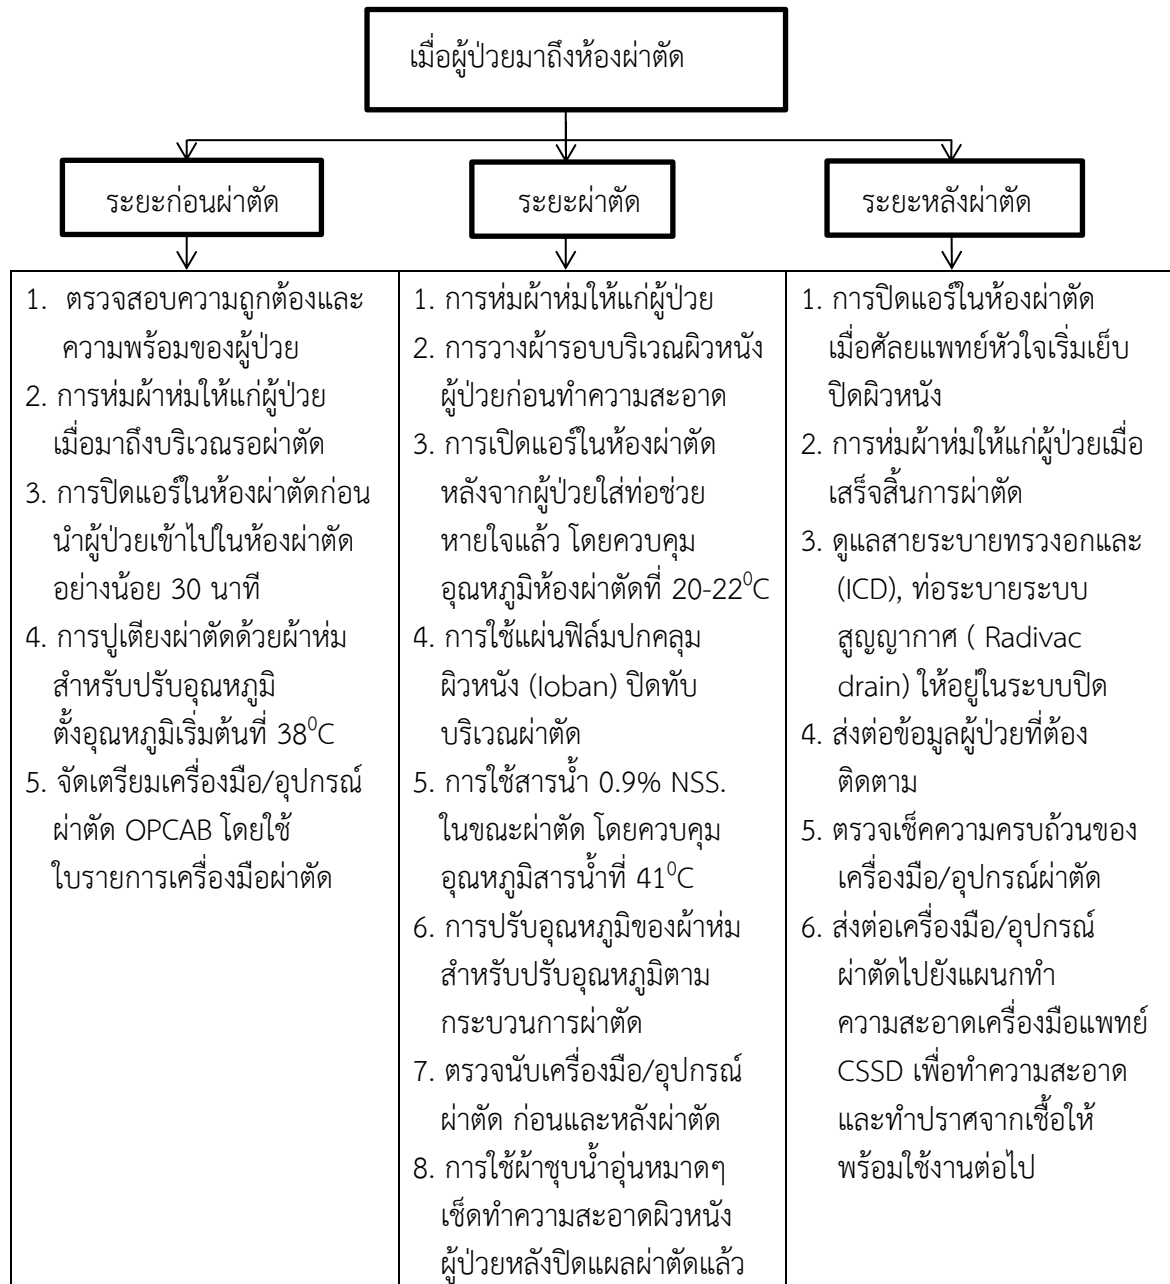 เมื่อผู้ป่วยมาถึงห้องผ่าตัด
ระยะก่อนผ่าตัด
ระยะผ่าตัด
ระยะหลังผ่าตัด
1. ตรวจสอบความถูกต้องและ
ความพร้อมของผู้ป่วย
2. การห่มผ้าห่มให้แก่ผู้ป่วย
เมื่อมาถึงบริเวณรอผ่าตัด
3. การปิดแอร์ในห้องผ่าตัดก่อน
นำผู้ป่วยเข้าไปในห้องผ่าตัด
อย่างน้อย 30 นาที
4. การปูเตียงผ่าตัดด้วยผ้าห่ม
สำหรับปรับอุณหภูมิ
ตั้งอุณหภูมิเริ่มต้นที่ 38⁰C
5. จัดเตรียมเครื่องมือ/อุปกรณ์
ผ่าตัด OPCAB โดยใช้
ใบรายการเครื่องมือผ่าตัด
1. การห่มผ้าห่มให้แก่ผู้ป่วย
2. การวางผ้ารอบบริเวณผิวหนัง
ผู้ป่วยก่อนทำความสะอาด
3. การเปิดแอร์ในห้องผ่าตัด
หลังจากผู้ป่วยใส่ท่อช่วย
หายใจแล้ว โดยควบคุม
อุณหภูมิห้องผ่าตัดที่ 20-22⁰C
4. การใช้แผ่นฟิล์มปกคลุม
ผิวหนัง (Ioban) ปิดทับ
บริเวณผ่าตัด
5. การใช้สารน้ำ 0.9% NSS.
ในขณะผ่าตัด โดยควบคุม
อุณหภูมิสารน้ำที่ 41⁰C
6. การปรับอุณหภูมิของผ้าห่ม
สำหรับปรับอุณหภูมิตาม
กระบวนการผ่าตัด
7. ตรวจนับเครื่องมือ/อุปกรณ์
ผ่าตัด ก่อนและหลังผ่าตัด
8. การใช้ผ้าชุบน้ำอุ่นหมาดๆ
เช็ดทำความสะอาดผิวหนัง
ผู้ป่วยหลังปิดแผลผ่าตัดแล้ว
1. การปิดแอร์ในห้องผ่าตัด
เมื่อศัลยแพทย์หัวใจเริ่มเย็บ
ปิดผิวหนัง
2. การห่มผ้าห่มให้แก่ผู้ป่วยเมื่อ
เสร็จสิ้นการผ่าตัด
3. ดูแลสายระบายทรวงอกและ
(ICD), ท่อระบายระบบ
สูญญากาศ ( Radivac
drain) ให้อยู่ในระบบปิด
4. ส่งต่อข้อมูลผู้ป่วยที่ต้อง
ติดตาม
5. ตรวจเช็คความครบถ้วนของ
เครื่องมือ/อุปกรณ์ผ่าตัด
6. ส่งต่อเครื่องมือ/อุปกรณ์
ผ่าตัดไปยังแผนกทำ
ความสะอาดเครื่องมือแพทย์
CSSD เพื่อทำความสะอาด
และทำปราศจากเชื้อให้
พร้อมใช้งานต่อไป